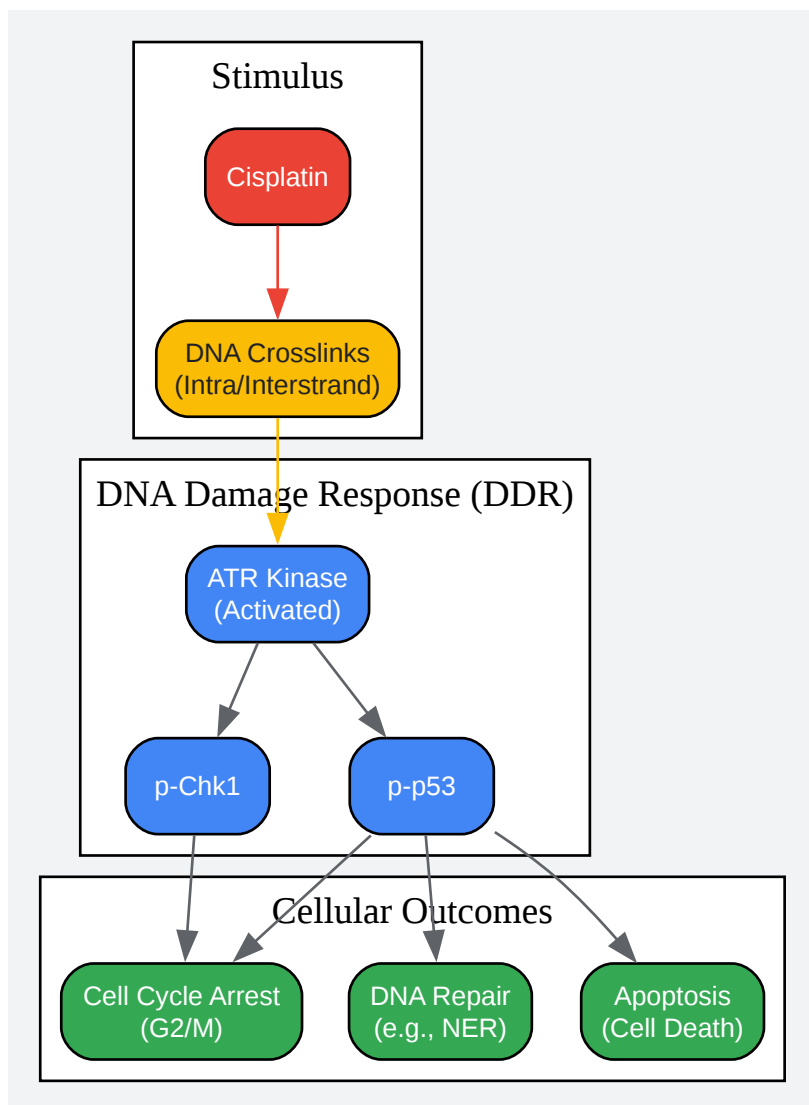 Stimulus
Cisplatin
DNA Crosslinks
(Intra/Interstrand)
DNA Damage Response (DDR)
ATR Kinase
(Activated)
p-Chk1
p-p53
Cellular Outcomes
Cell Cycle Arrest
(G2/M)
DNA Repair
(e.g., NER)
Apoptosis
(Cell Death)